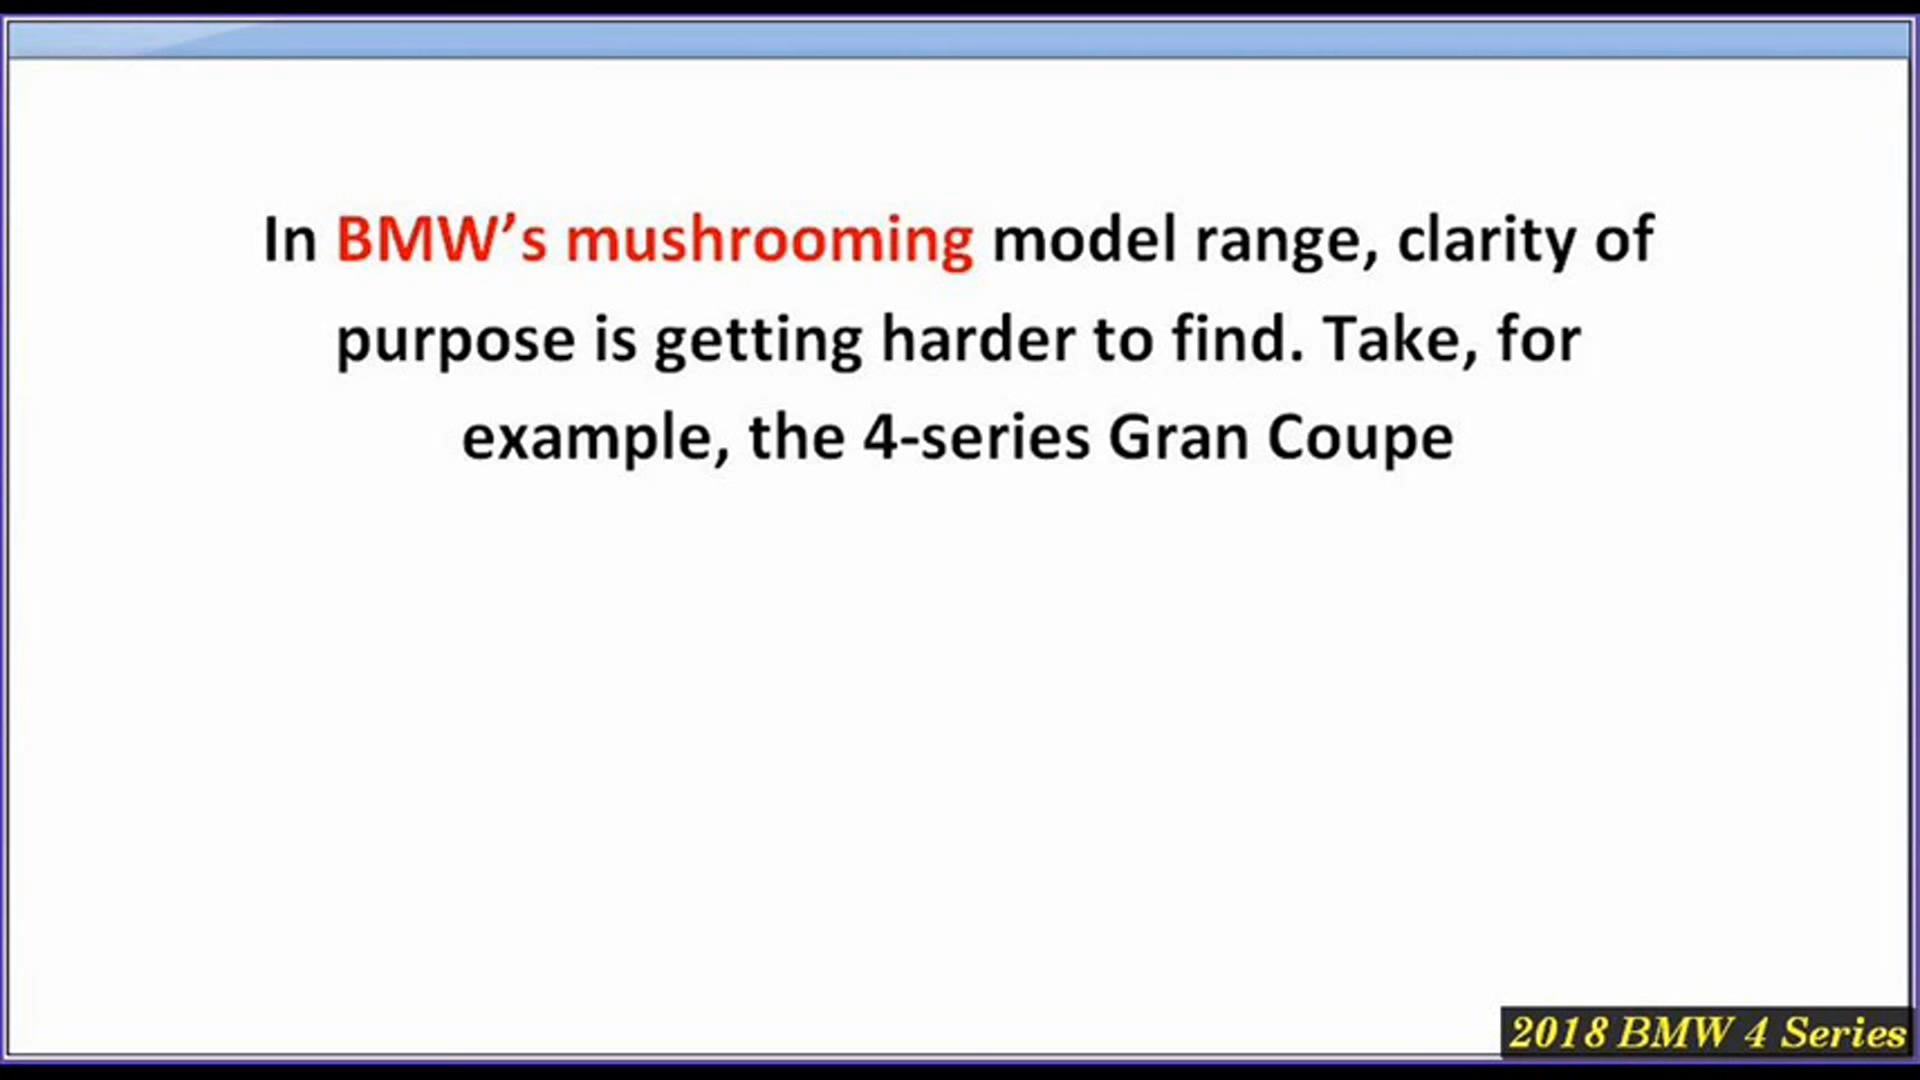 In BMW’s mushrooming model range, clarity of
purpose is getting harder to find. Take, for
example, the 4-series Gran Coupe
2018 BMW 4 Series